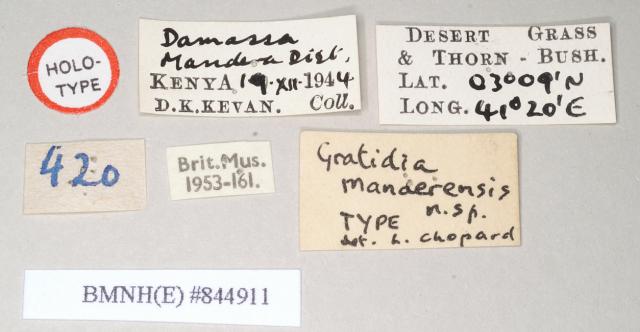 HOLO-
TYPE
Damassa
Mandera Dist.
KENYA 19·XII·1944
D.K.KEVAN. Coll.
DESERT GRASS
& THORN - BUSH.
LAT. 03°09'N
LONG. 41°20'E
420
Brit.Mus.
1953-161.
Gratidia
manderensis
n.sp.
TYPE
det. L. Chopard
BMNH(E) #844911